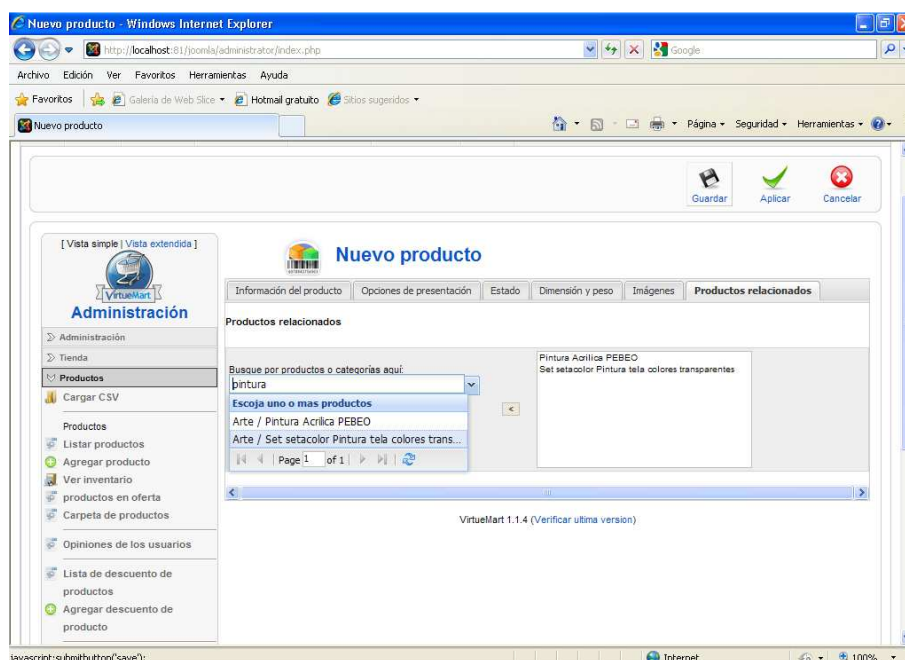 Nuevo producto - Windows Internet Explorer
http://localhost:81/joomla/administrator/index.php
Google
Archivo Edición Ver Favoritos Herramientas Ayuda
Favoritos Galería de Web Slice Hotmail gratuito Sitios sugeridos
Nuevo producto
Página Seguridad Herramientas
Guardar Aplicar Cancelar
[ Vista simple | Vista extendida ]
VirtueMart
Administración
Administración
Tienda
Productos
Cargar CSV
Productos
Listar productos
Agregar producto
Ver inventario
productos en oferta
Carpeta de productos
Opiniones de los usuarios
Lista de descuento de
productos
Agregar descuento de
producto
Nuevo producto
Información del producto Opciones de presentación Estado Dimensión y peso Imágenes Productos relacionados
Productos relacionados
Busque por productos o categorías aquí:
pintura
Escoja uno o mas productos
Arte / Pintura Acrilica PEBEO
Arte / Set setacolor Pintura tela colores trans...
Page 1 of 1
<
Pintura Acrilica PEBEO
Set setacolor Pintura tela colores transparentes
VirtueMart 1.1.4 (Verificar ultima version)
javascript:submitbutton('save');
Internet
100%